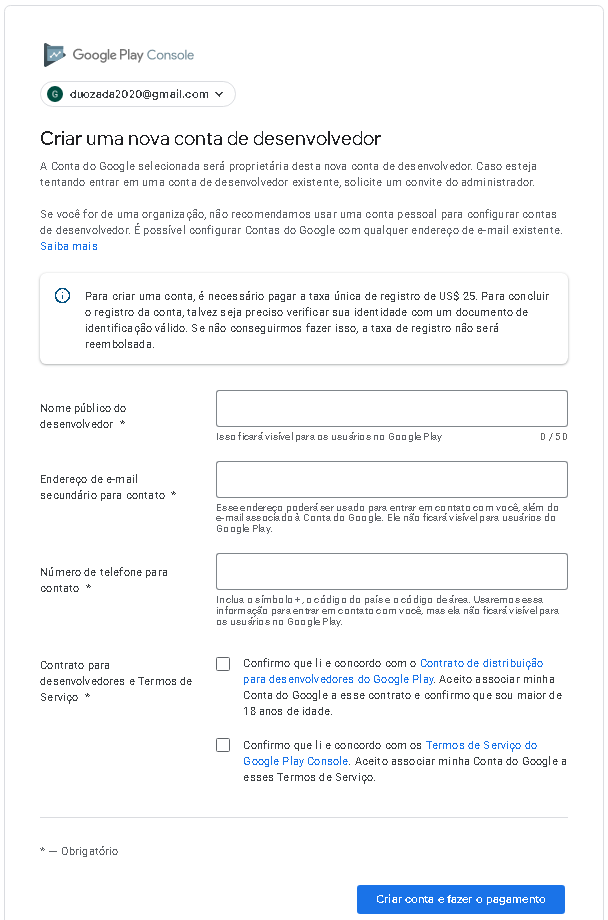 Google Play Console
G duozada2020@gmail.com
Criar uma nova conta de desenvolvedor
A Conta do Google selecionada será proprietária desta nova conta de desenvolvedor. Caso esteja
tentando entrar em uma conta de desenvolvedor existente, solicite um convite do administrador.
Se você for de uma organização, não recomendamos usar uma conta pessoal para configurar contas
de desenvolvedor. É possível configurar Contas do Google com qualquer endereço de e-mail existente.
Saiba mais
Para criar uma conta, é necessário pagar a taxa única de registro de US$ 25. Para concluir
o registro da conta, talvez seja preciso verificar sua identidade com um documento de
identificação válido. Se não conseguirmos fazer isso, a taxa de registro não será
reembolsada.
Nome público do
desenvolvedor *
Isso ficará visível para os usuários no Google Play
0 / 50
Endereço de e-mail
secundário para contato *
Esse endereço poderá ser usado para entrar em contato com você, além do
e-mail associado à Conta do Google. Ele não ficará visível para usuários do
Google Play.
Número de telefone para
contato *
Inclua o símbolo +, o código do país e o código de área. Usaremos essa
informação para entrar em contato com você, mas ela não ficará visível para
os usuários no Google Play.
Contrato para
desenvolvedores e Termos de
Serviço *
Confirmo que li e concordo com o Contrato de distribuição
para desenvolvedores do Google Play. Aceito associar minha
Conta do Google a esse contrato e confirmo que sou maior de
18 anos de idade.
Confirmo que li e concordo com os Termos de Serviço do
Google Play Console. Aceito associar minha Conta do Google a
esses Termos de Serviço.
* — Obrigatório
Criar conta e fazer o pagamento